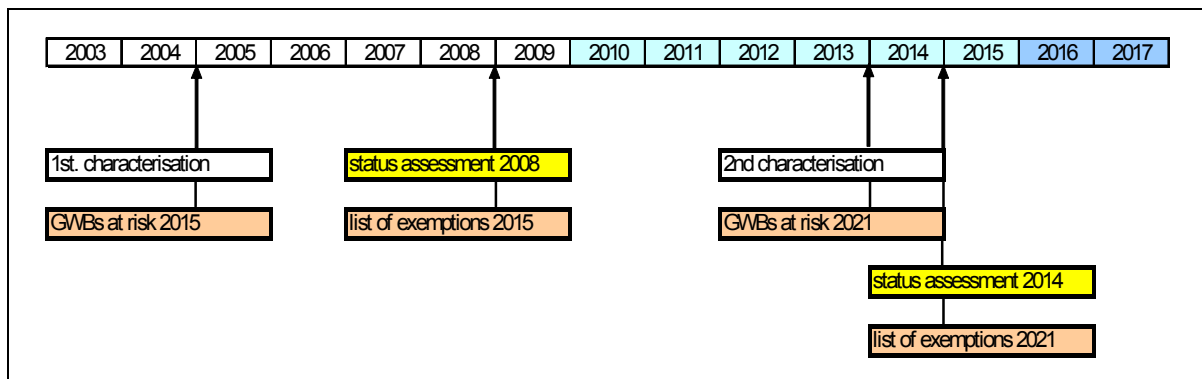 2003 2004 2005 2006 2007 2008 2009 2010 2011 2012 2013 2014 2015 2016 2017
1st. characterisation status assessment 2008 2nd characterisation
GWBs at risk 2015 list of exemptions 2015 GWBs at risk 2021
status assessment 2014
list of exemptions 2021